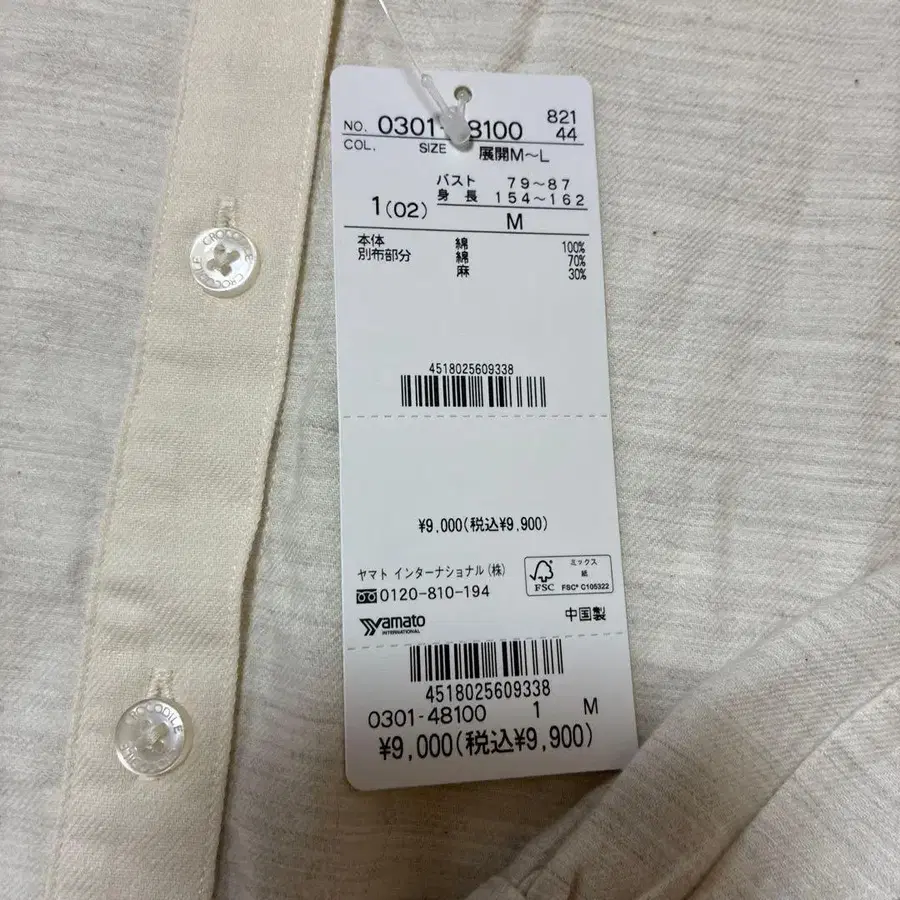 NO. 0301-48100 821
44
COL. SIZE 展開M～L
バスト 79～87
身長 154～162
1(02) M
本体 綿 100%
別布部分 綿 70%
麻 30%
4518025609338
¥9,000(税込¥9,900)
ヤマト インターナショナル(株)
0120-810-194
ミックス
紙
FSC
FSC® C105322
Yamato
INTERNATIONAL
中国製
4518025609338
0301-48100 1 M
¥9,000(税込¥9,900)
CROCODILE CROCODILE
CROCODILE